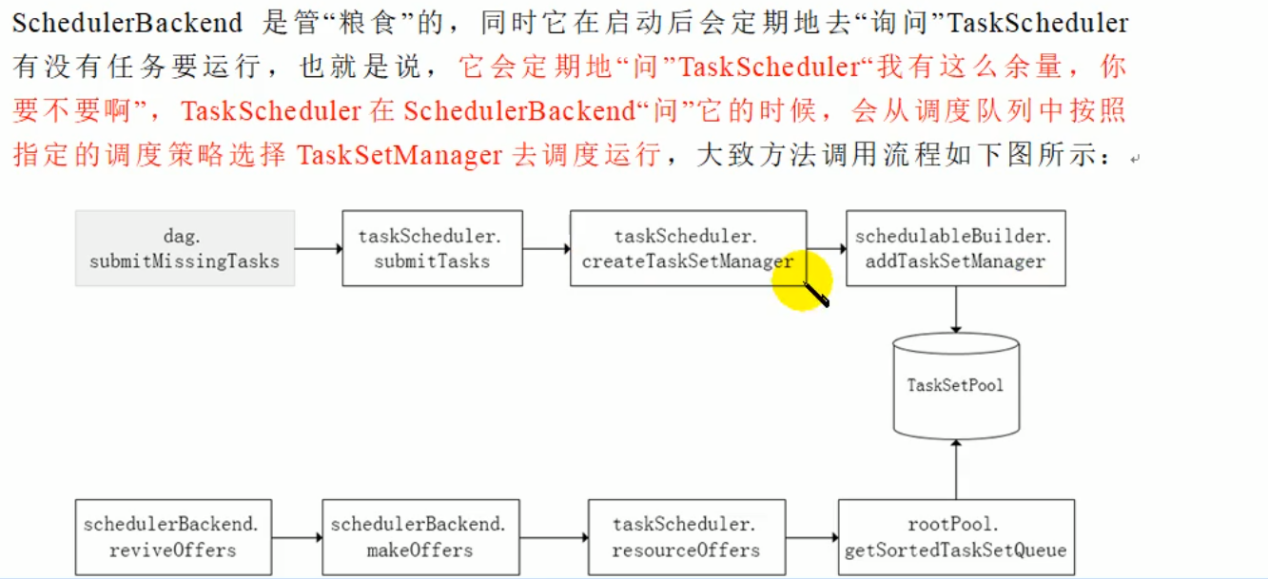 SchedulerBackend 是管“粮食”的，同时它在启动后会定期地去“询问”TaskScheduler
有没有任务要运行，也就是说，它会定期地“问”TaskScheduler“我有这么余量，你
要不要啊”，TaskScheduler 在 SchedulerBackend“问”它的时候，会从调度队列中按照
指定的调度策略选择 TaskSetManager 去调度运行，大致方法调用流程如下图所示：
dag.
submitMissingTasks
taskScheduler.
submitTasks
taskScheduler.
createTaskSetManager
schedulableBuilder.
addTaskSetManager
TaskSetPool
schedulerBackend.
reviveOffers
schedulerBackend.
makeOffers
taskScheduler.
resourceOffers
rootPool.
getSortedTaskSetQueue